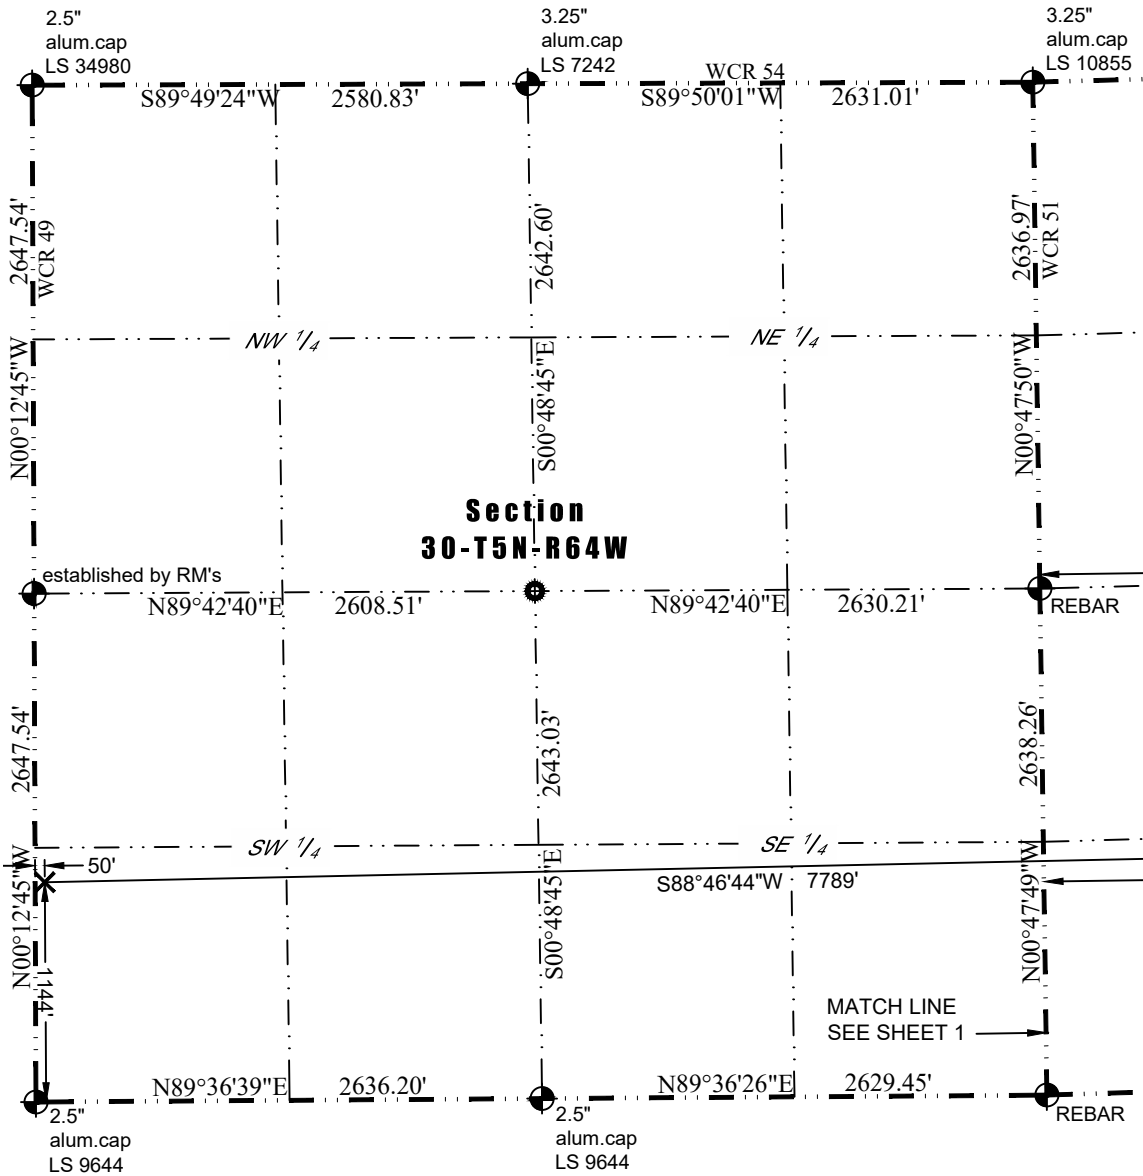 2.5"
alum.cap
LS 34980
3.25"
alum.cap
LS 7242
3.25"
alum.cap
LS 10855
WCR 54
S89°49'24"W 2580.83'
S89°50'01"W 2631.01'
2647.54'
WCR 49
2642.60'
2636.97'
WCR 51
NW 1/4
NE 1/4
N00°12'45"W
S00°48'45"E
N00°47'50"W
Section
30-T5N-R64W
established by RM's
N89°42'40"E 2608.51'
N89°42'40"E 2630.21'
REBAR
2647.54'
2643.03'
2638.26'
SW 1/4
SE 1/4
50'
S88°46'44"W 7789'
N00°12'45"W
S00°48'45"E
N00°47'49"W
1144'
MATCH LINE
SEE SHEET 1
N89°36'39"E 2636.20'
N89°36'26"E 2629.45'
2.5"
alum.cap
LS 9644
2.5"
alum.cap
LS 9644
REBAR